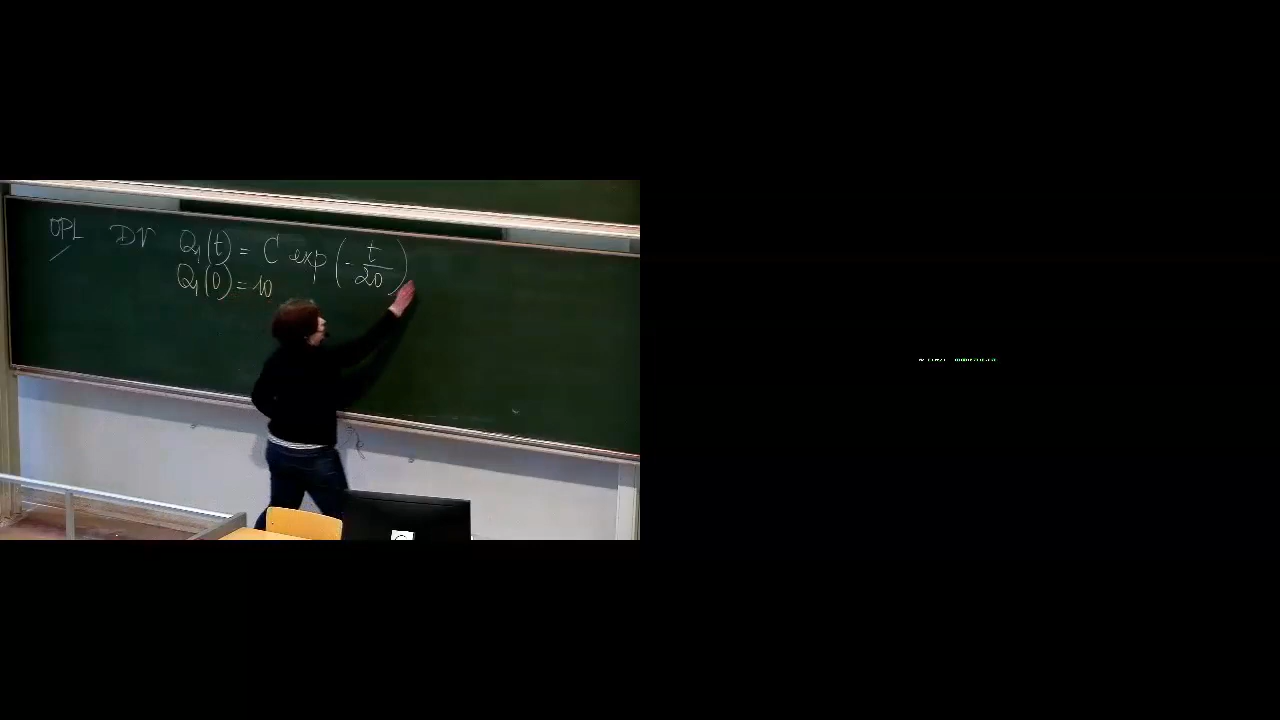 OPL DV Q₁(t) = C exp(-t/20)
Q₁(0) = 10